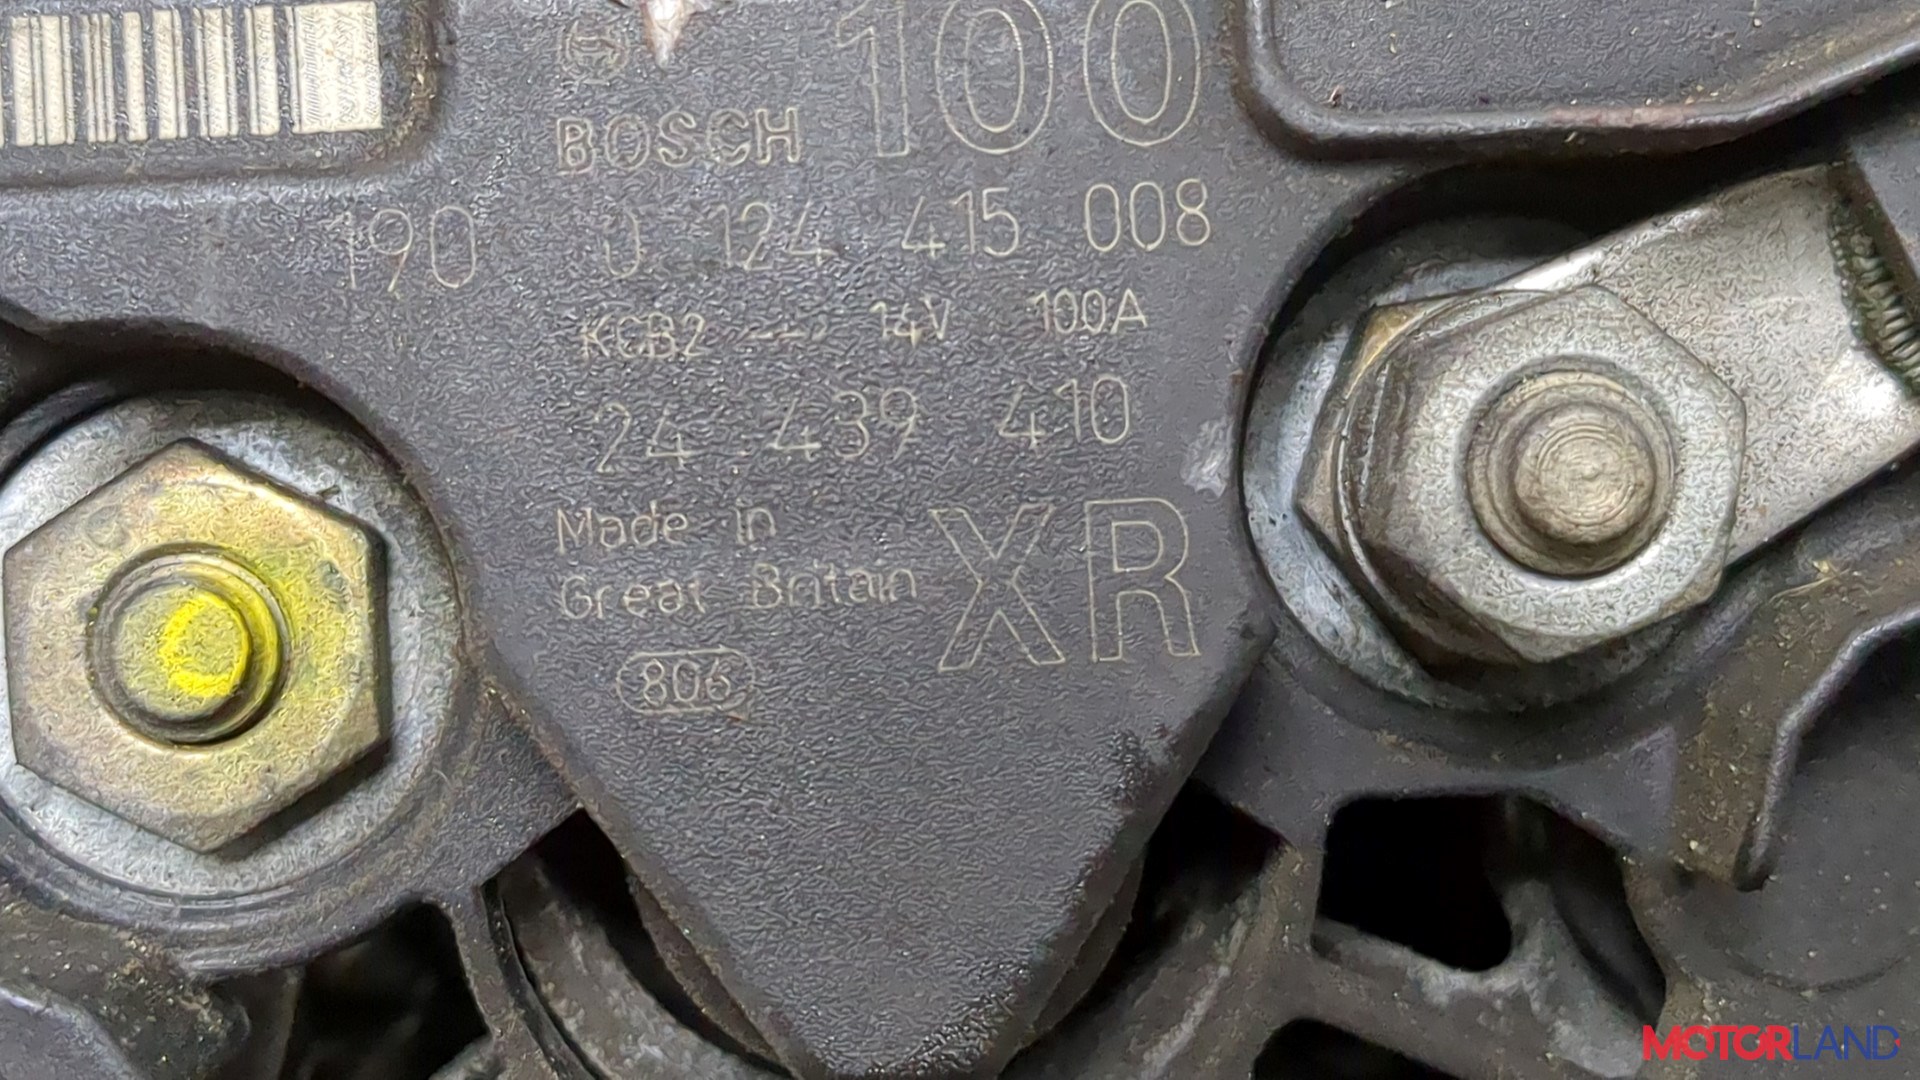 100
BOSCH
190 0 124 415 008
KCB2 14V 100A
24 439 410
Made in
Great Britain
XR
806
MOTORLAND